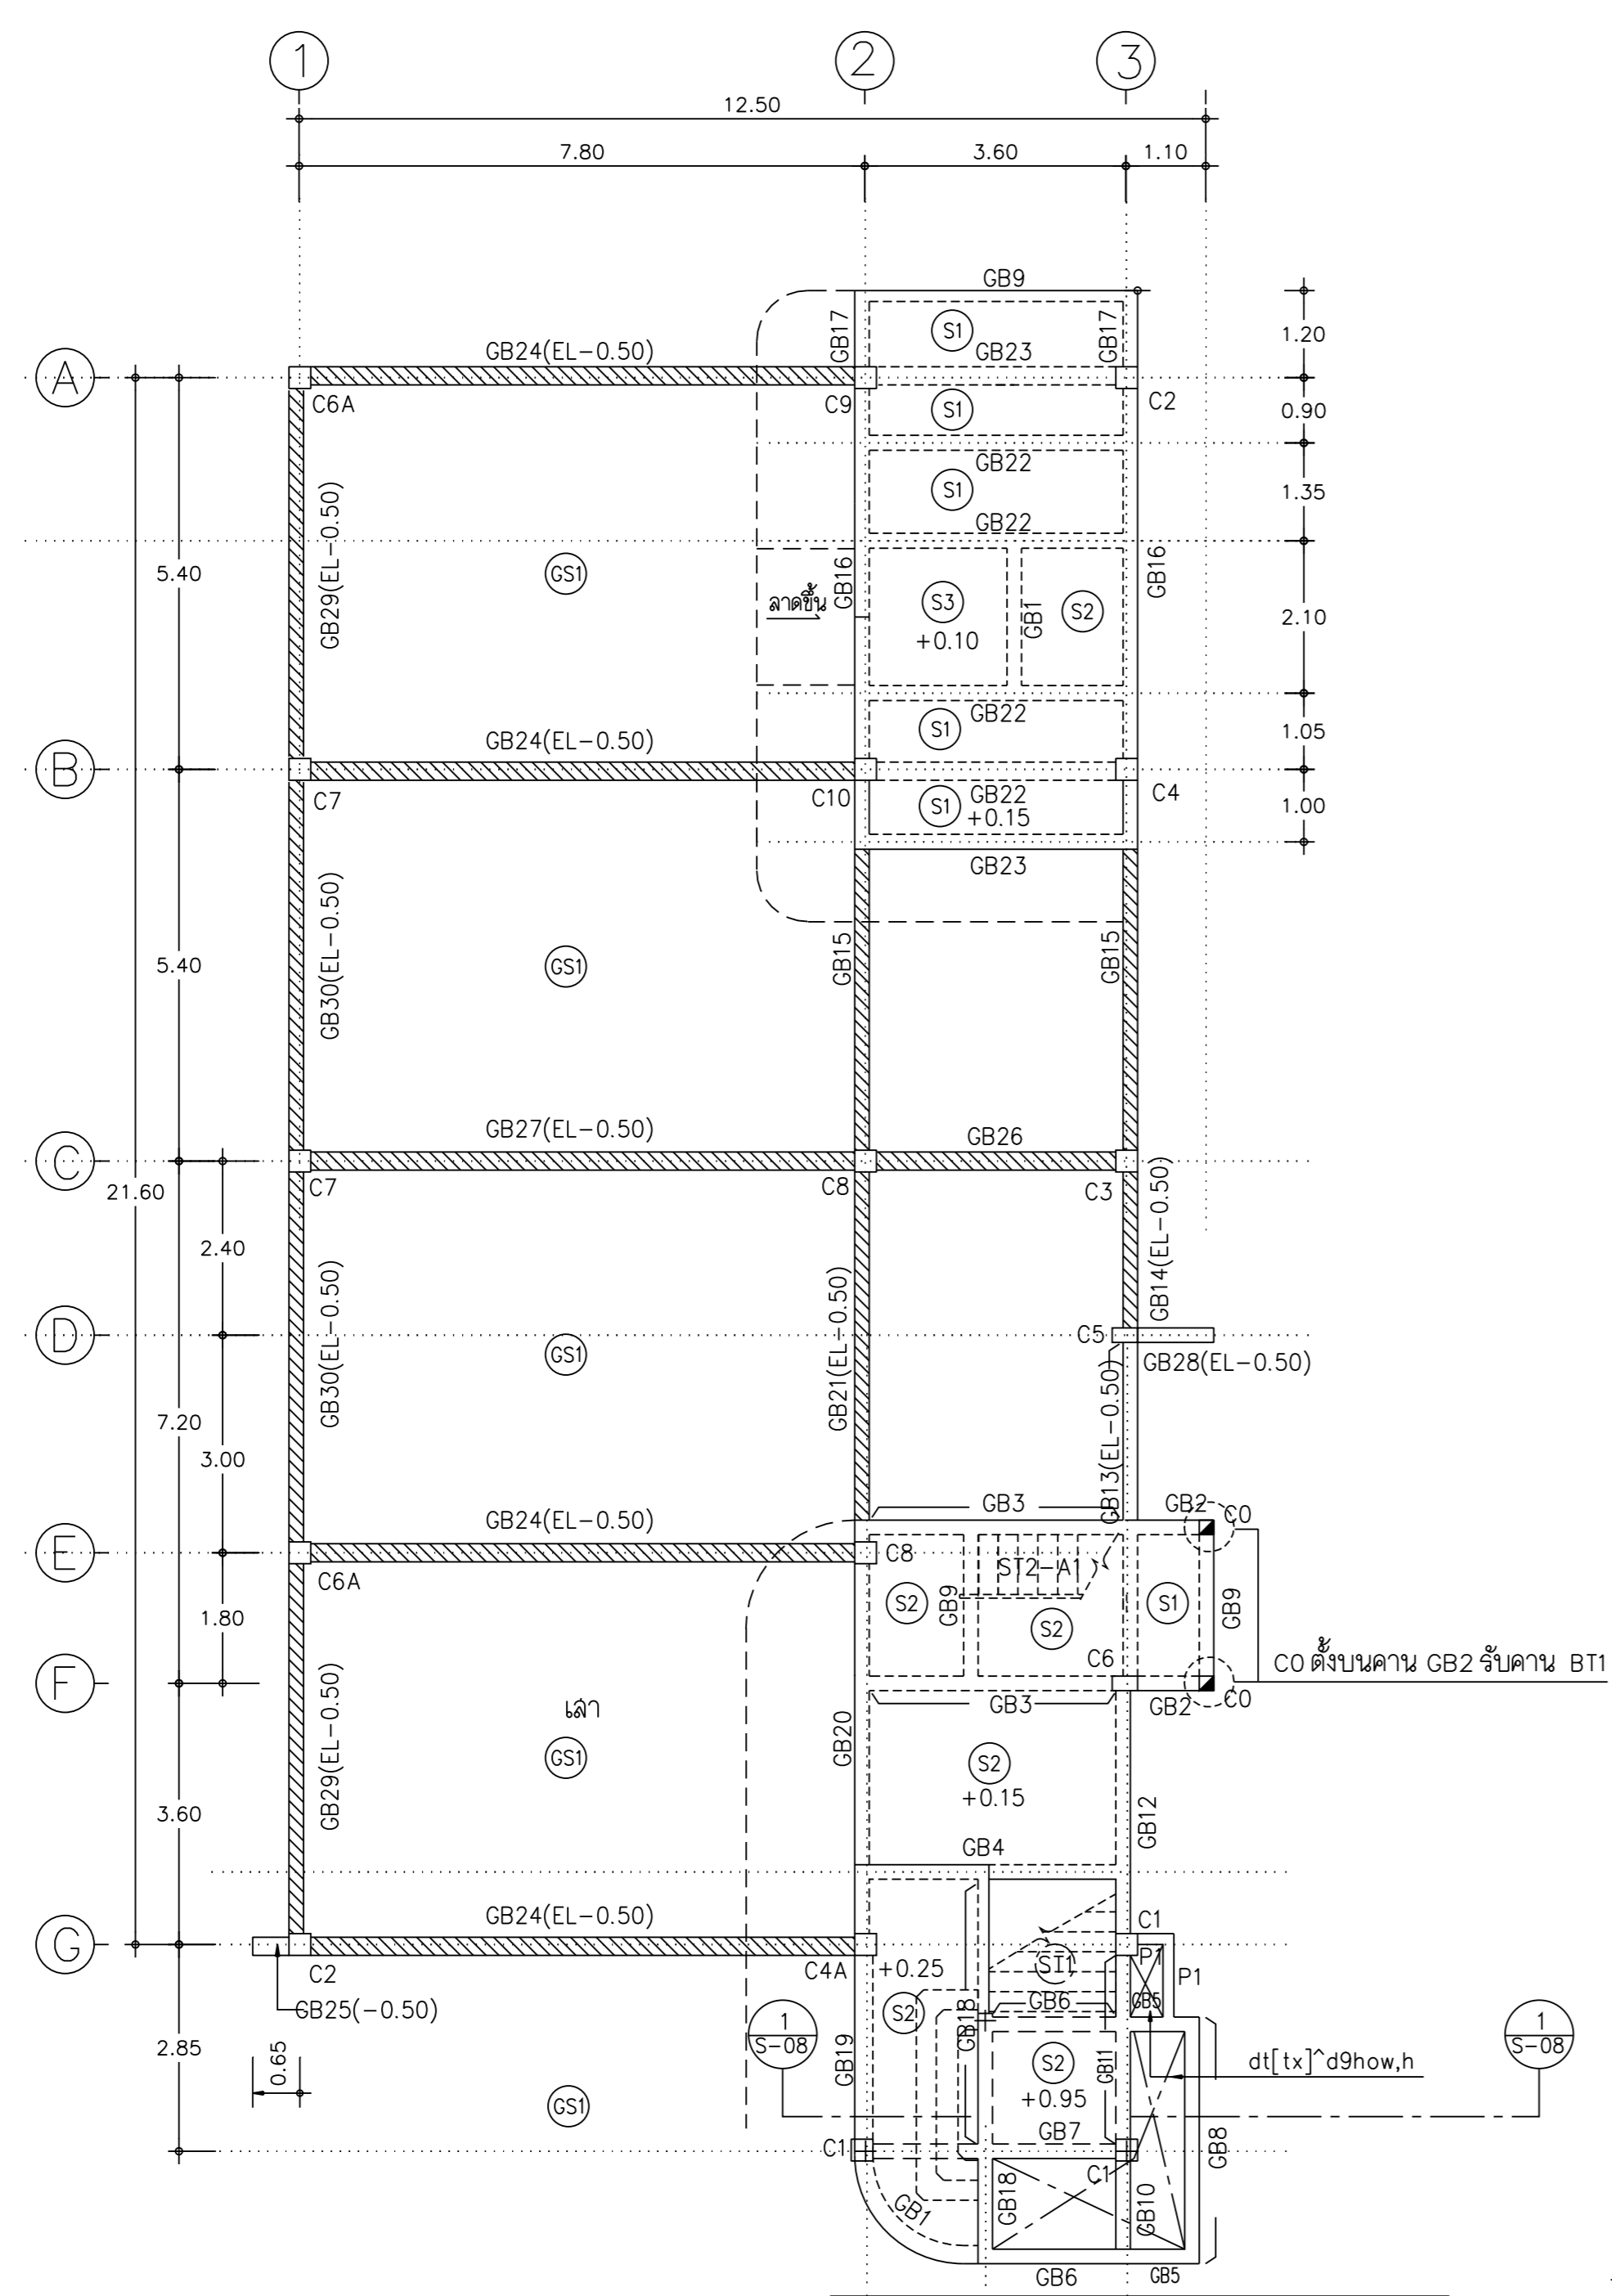 1
2
3
12.50
7.80
3.60
1.10
GB9
1.20
GB17
S1
GB17
GB24(EL-0.50)
GB23
A
C6A
C9
S1
C2
0.90
GB22
S1
1.35
GB29(EL-0.50)
GB22
5.40
GS1
GB16
GB16
ลาดขึ้น
S3
+0.10
GB1
S2
2.10
GB24(EL-0.50)
GB22
S1
1.05
B
C7
C10
S1
GB22
+0.15
C4
1.00
GB23
GB30(EL-0.50)
5.40
GS1
GB15
GB15
GB27(EL-0.50)
GB26
C
C7
C8
C3
21.60
2.40
GB14(EL-0.50)
D
C5
GB28(EL-0.50)
GB30(EL-0.50)
GS1
GB21(EL-0.50)
GB13(EL-0.50)
7.20
3.00
GB24(EL-0.50)
GB3
GB2
C0
E
C6A
C8
ST2-A1
1.80
S2
GB9
S2
S1
GB9
C6
C0 ตั้งบนคาน GB2 รับคาน BT1
F
GB3
GB2
C0
เสา
GB29(EL-0.50)
GS1
GB20
S2
+0.15
GB12
3.60
GB4
GB24(EL-0.50)
C1
G
C2
C4A
+0.25
ST1
P1
P1
GB25(-0.50)
S2
GB18
GB6
GB5
1
S-08
1
S-08
2.85
0.65
GB19
S2
+0.95
GB11
dt[tx]^d9how,h
GS1
GB7
C1
C1
GB8
GB1
GB18
GB10
GB6
GB5